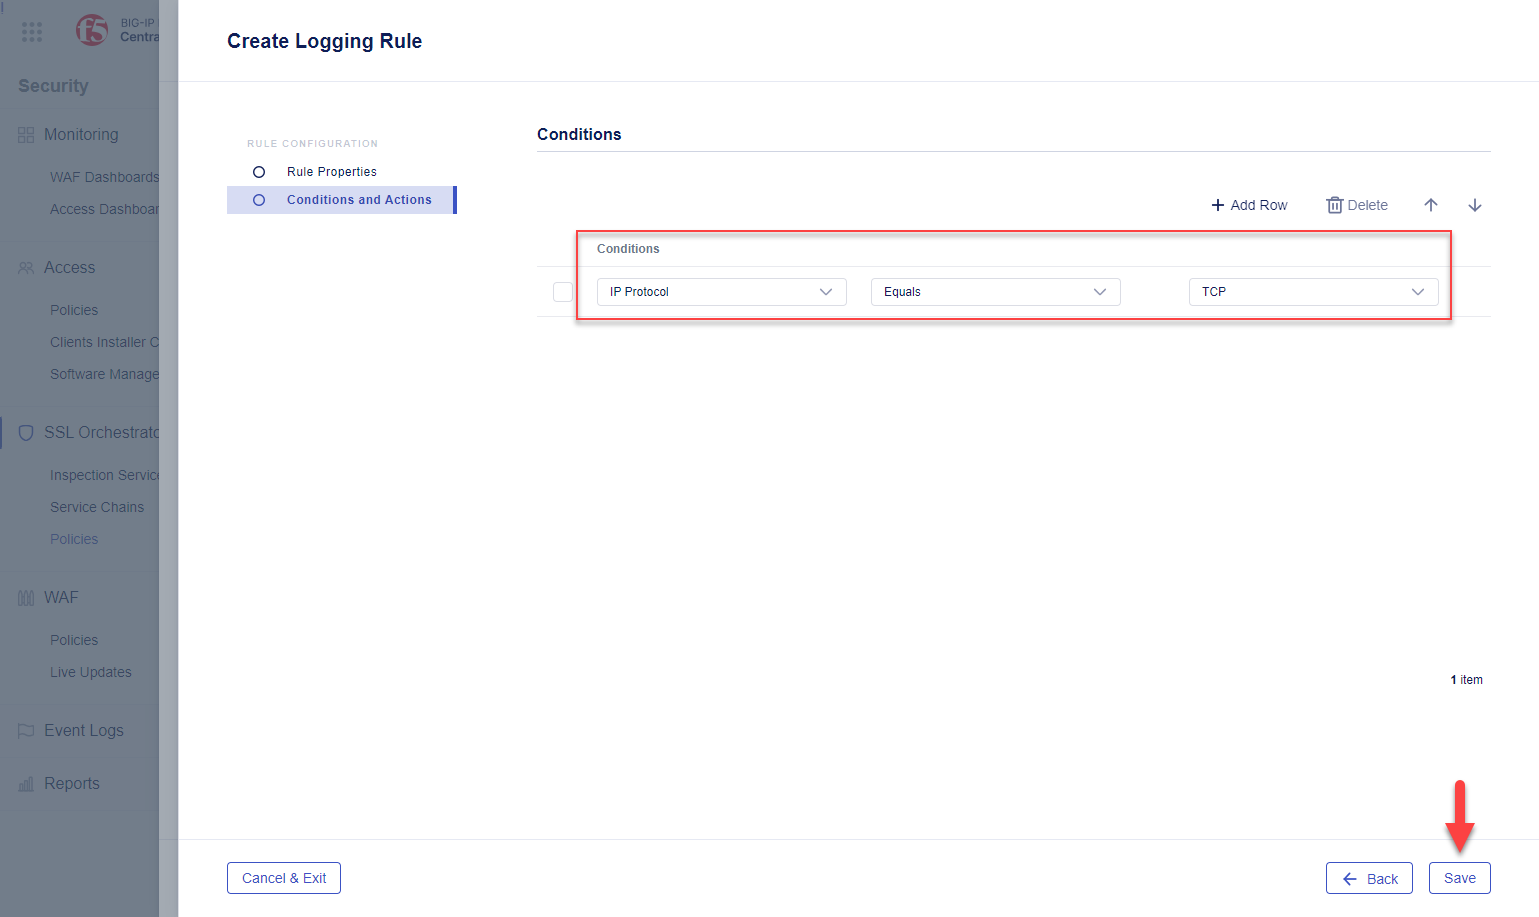 BIG-IP
Centra
f5
Security
Monitoring
WAF Dashboards
Access Dashboar
Access
Policies
Clients Installer C
Software Manage
SSL Orchestrato
Inspection Service
Service Chains
Policies
WAF
Policies
Live Updates
Event Logs
Reports
Create Logging Rule
RULE CONFIGURATION
Rule Properties
Conditions and Actions
Conditions
Add Row Delete
Conditions
IP Protocol Equals TCP
1 item
Cancel & Exit Back Save